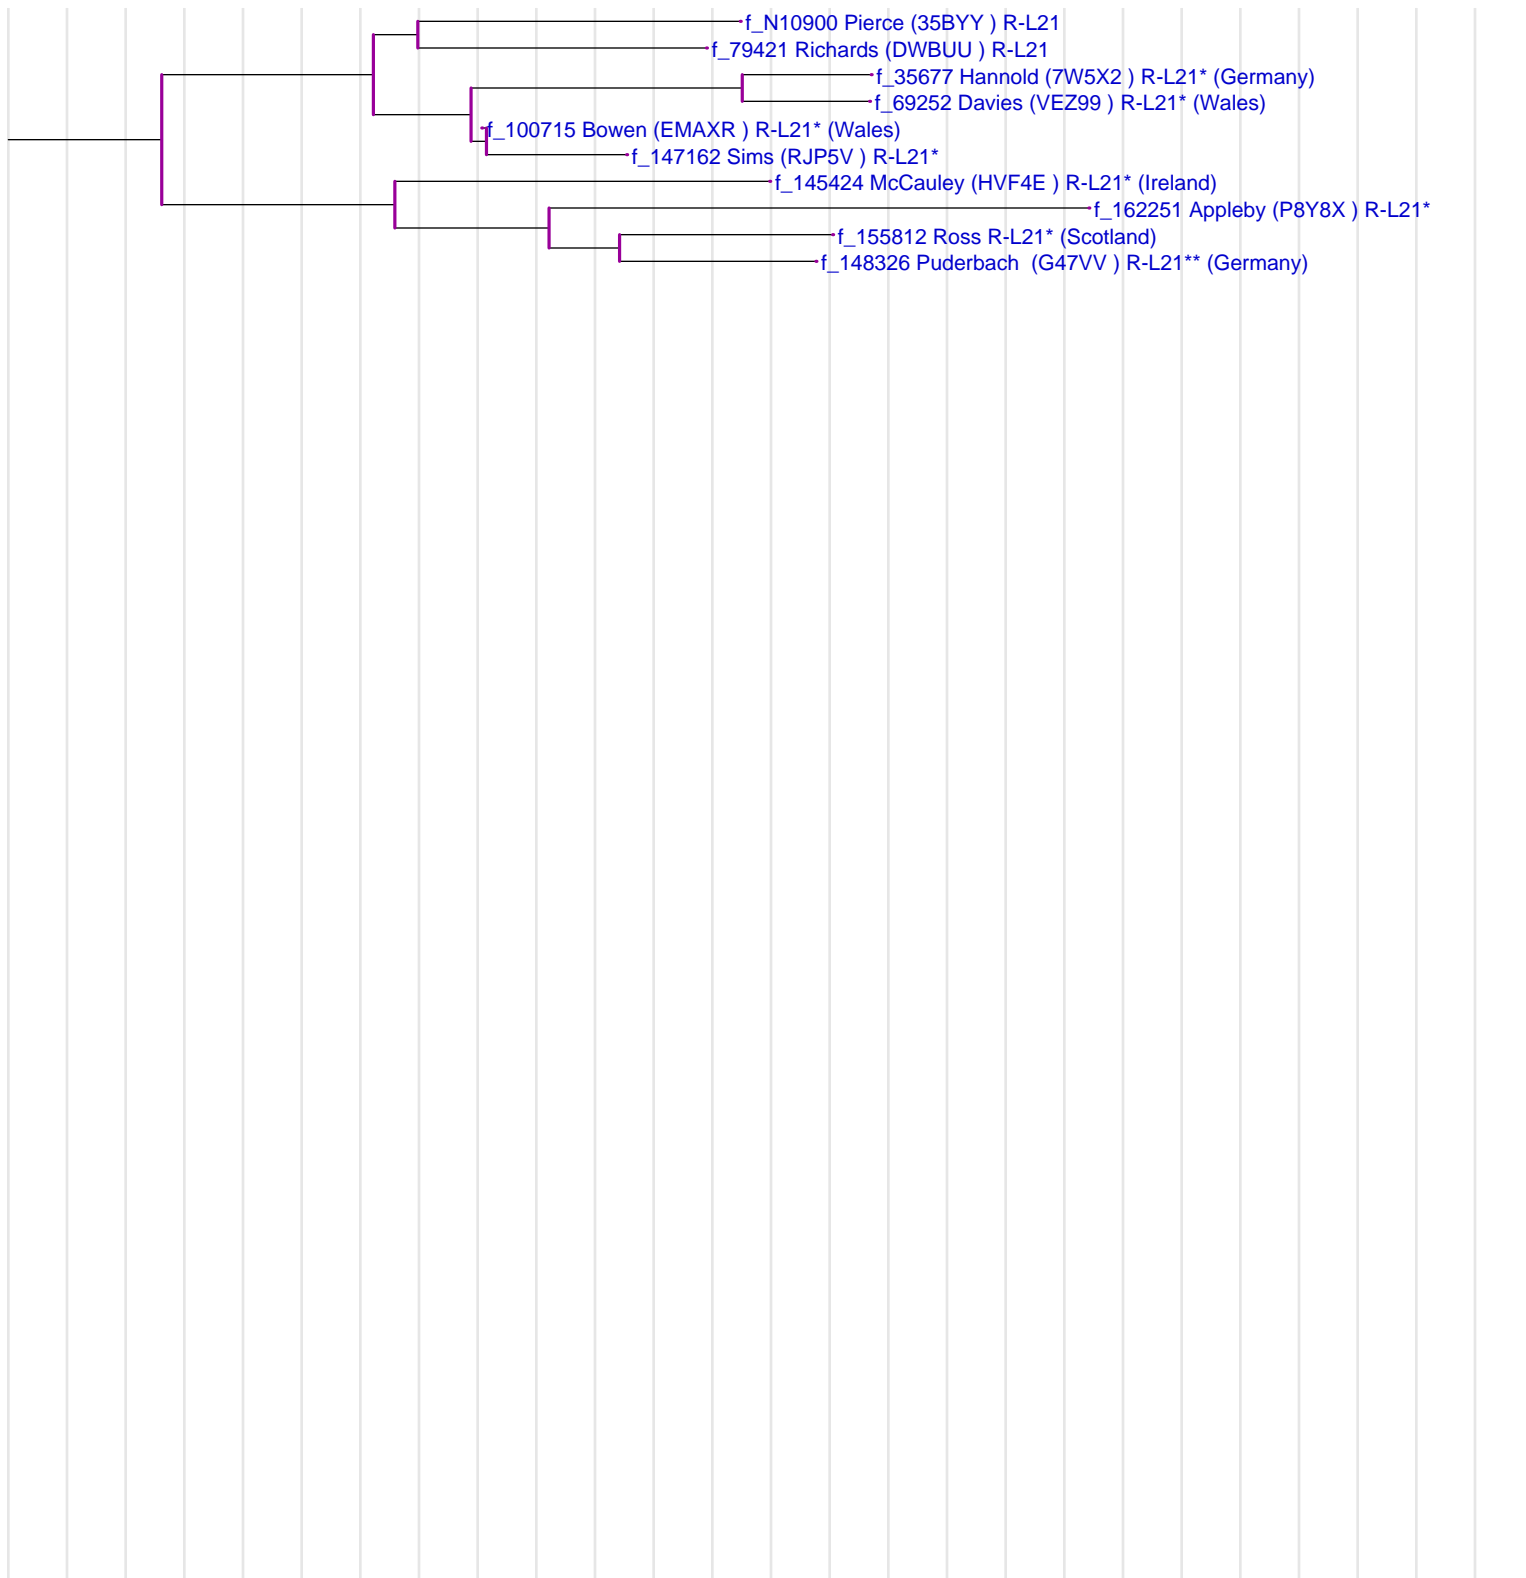 f_N10900 Pierce (35BYY ) R-L21
f_79421 Richards (DWBUU ) R-L21
f_35677 Hannold (7W5X2 ) R-L21* (Germany)
f_69252 Davies (VEZ99 ) R-L21* (Wales)
f_100715 Bowen (EMAXR ) R-L21* (Wales)
f_147162 Sims (RJP5V ) R-L21*
f_145424 McCauley (HVF4E ) R-L21* (Ireland)
f_162251 Appleby (P8Y8X ) R-L21*
f_155812 Ross R-L21* (Scotland)
f_148326 Puderbach  (G47VV ) R-L21** (Germany)